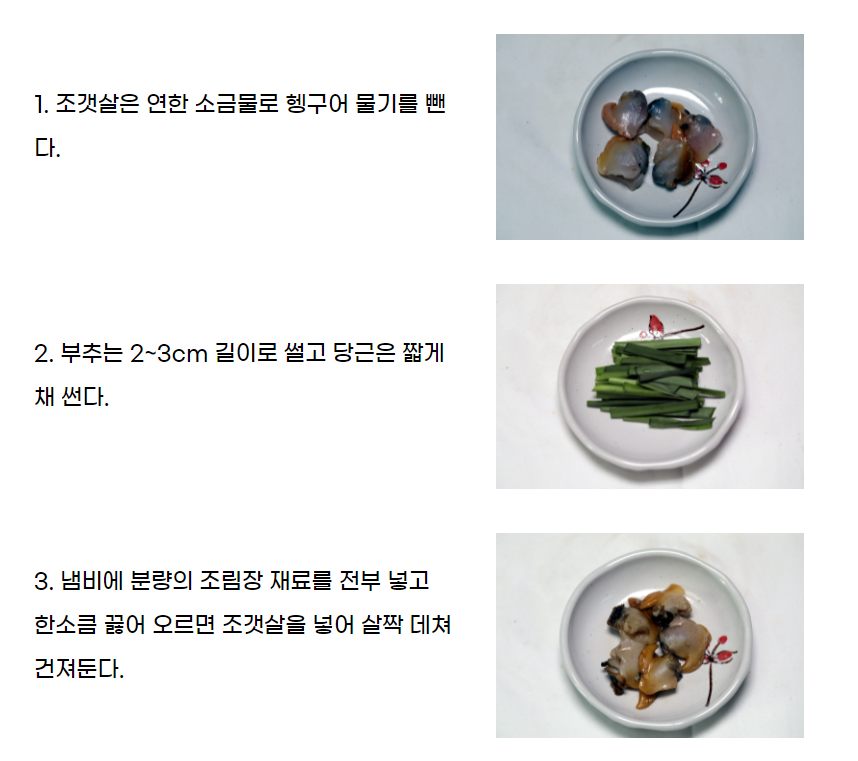 1. 조갯살은 연한 소금물로 헹구어 물기를 뺀
다.
2. 부추는 2~3cm 길이로 썰고 당근은 짧게
채 썬다.
3. 냄비에 분량의 조림장 재료를 전부 넣고
한소큼 끓어 오르면 조갯살을 넣어 살짝 데쳐
건져둔다.